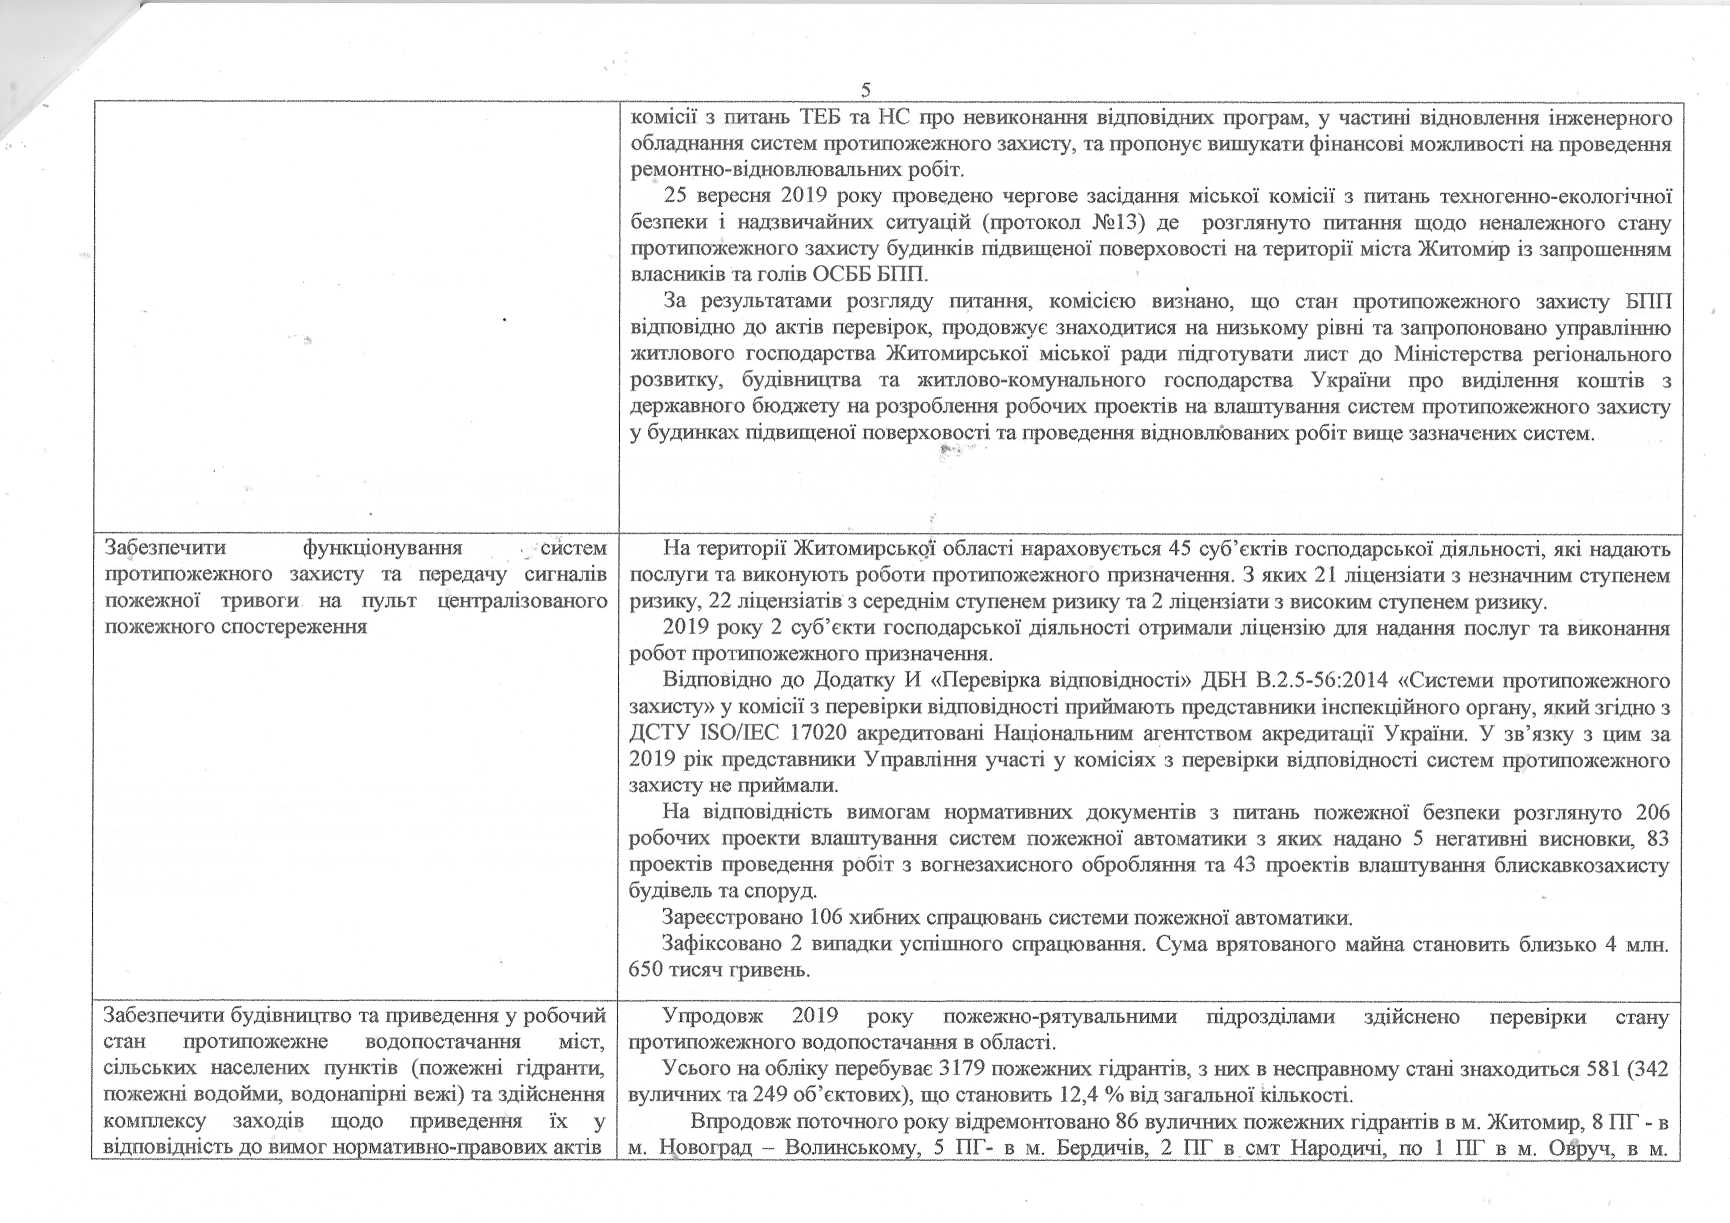 5
комісії з питань ТЕБ та НС про невиконання відповідних програм, у частині відновлення інженерного
обладнання систем протипожежного захисту, та пропонує вишукати фінансові можливості на проведення
ремонтно-відновлювальних робіт.
25 вересня 2019 року проведено чергове засідання міської комісії з питань техногенно-екологічної
безпеки і надзвичайних ситуацій (протокол №13) де розглянуто питання щодо неналежного стану
протипожежного захисту будинків підвищеної поверховості на території міста Житомир із запрошенням
власників та голів ОСББ БПП.
За результатами розгляду питання, комісією визнано, що стан протипожежного захисту БПП
відповідно до актів перевірок, продовжує знаходитися на низькому рівні та запропоновано управлінню
житлового господарства Житомирської міської ради підготувати лист до Міністерства регіонального
розвитку, будівництва та житлово-комунального господарства України про виділення коштів з
державного бюджету на розроблення робочих проектів на влаштування систем протипожежного захисту
у будинках підвищеної поверховості та проведення відновлюваних робіт вище зазначених систем.
Забезпечити функціонування систем
протипожежного захисту та передачу сигналів
пожежної тривоги на пульт централізованого
пожежного спостереження
На території Житомирської області нараховується 45 суб’єктів господарської діяльності, які надають
послуги та виконують роботи протипожежного призначення. З яких 21 ліцензіати з незначним ступенем
ризику, 22 ліцензіатів з середнім ступенем ризику та 2 ліцензіати з високим ступенем ризику.
2019 року 2 суб’єкти господарської діяльності отримали ліцензію для надання послуг та виконання
робот протипожежного призначення.
Відповідно до Додатку И «Перевірка відповідності» ДБН В.2.5-56:2014 «Системи протипожежного
захисту» у комісії з перевірки відповідності приймають представники інспекційного органу, який згідно з
ДСТУ ISO/IEC 17020 акредитовані Національним агентством акредитації України. У зв’язку з цим за
2019 рік представники Управління участі у комісіях з перевірки відповідності систем протипожежного
захисту не приймали.
На відповідність вимогам нормативних документів з питань пожежної безпеки розглянуто 206
робочих проекти влаштування систем пожежної автоматики з яких надано 5 негативні висновки, 83
проектів проведення робіт з вогнезахисного обробляння та 43 проектів влаштування блискавкозахисту
будівель та споруд.
Зареєстровано 106 хибних спрацювань системи пожежної автоматики.
Зафіксовано 2 випадки успішного спрацювання. Сума врятованого майна становить близько 4 млн.
650 тисяч гривень.
Забезпечити будівництво та приведення у робочий
стан протипожежне водопостачання міст,
сільських населених пунктів (пожежні гідранти,
пожежні водойми, водонапірні вежі) та здійснення
комплексу заходів щодо приведення їх у
відповідність до вимог нормативно-правових актів
Упродовж 2019 року пожежно-рятувальними підрозділами здійснено перевірки стану
протипожежного водопостачання в області.
Усього на обліку перебуває 3179 пожежних гідрантів, з них в несправному стані знаходиться 581 (342
вуличних та 249 об’єктових), що становить 12,4 % від загальної кількості.
Впродовж поточного року відремонтовано 86 вуличних пожежних гідрантів в м. Житомир, 8 ПГ - в
м. Новоград – Волинському, 5 ПГ- в м. Бердичів, 2 ПГ в смт Народичі, по 1 ПГ в м. Овруч, в м.